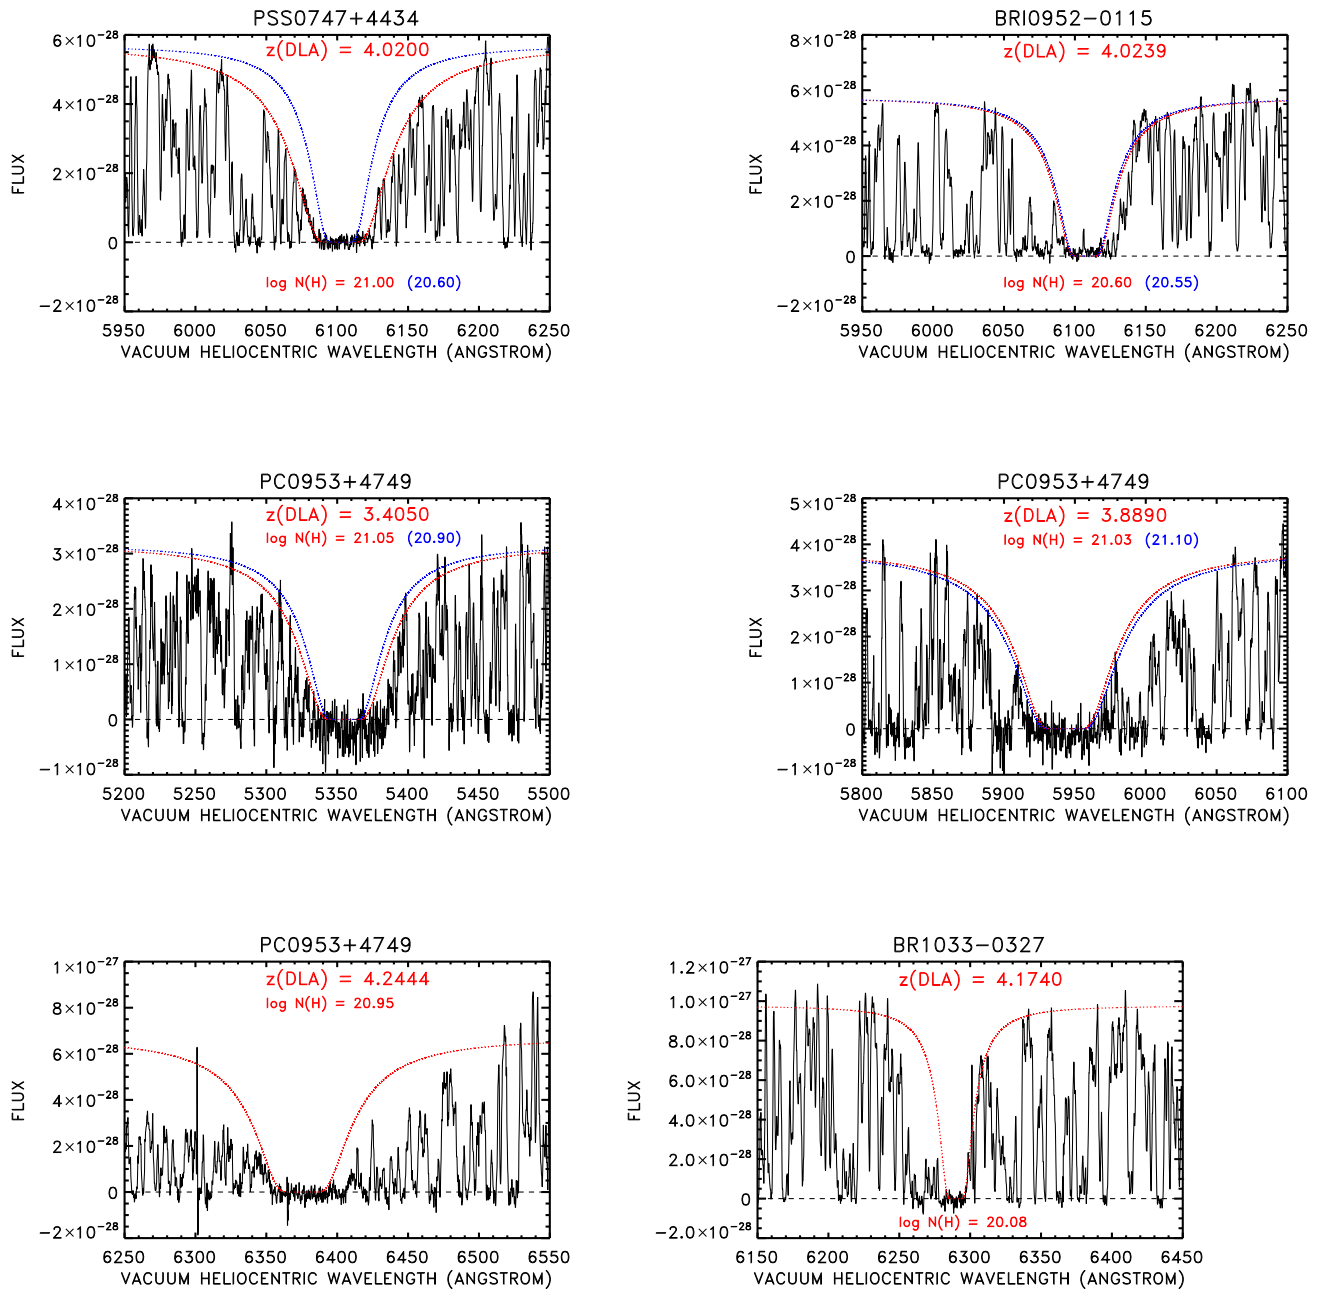 PSS0747+4434
z(DLA) = 4.0200
log N(H) = 21.00 (20.60)
FLUX
6×10⁻²⁸
4×10⁻²⁸
2×10⁻²⁸
0
−2×10⁻²⁸
5950 6000 6050 6100 6150 6200 6250
VACUUM HELIOCENTRIC WAVELENGTH (ANGSTROM)
BRI0952−0115
z(DLA) = 4.0239
log N(H) = 20.60 (20.55)
FLUX
8×10⁻²⁸
6×10⁻²⁸
4×10⁻²⁸
2×10⁻²⁸
0
−2×10⁻²⁸
5950 6000 6050 6100 6150 6200 6250
VACUUM HELIOCENTRIC WAVELENGTH (ANGSTROM)
PC0953+4749
z(DLA) = 3.4050
log N(H) = 21.05 (20.90)
FLUX
4×10⁻²⁸
3×10⁻²⁸
2×10⁻²⁸
1×10⁻²⁸
0
−1×10⁻²⁸
5200 5250 5300 5350 5400 5450 5500
VACUUM HELIOCENTRIC WAVELENGTH (ANGSTROM)
PC0953+4749
z(DLA) = 3.8890
log N(H) = 21.03 (21.10)
FLUX
5×10⁻²⁸
4×10⁻²⁸
3×10⁻²⁸
2×10⁻²⁸
1×10⁻²⁸
0
−1×10⁻²⁸
5800 5850 5900 5950 6000 6050 6100
VACUUM HELIOCENTRIC WAVELENGTH (ANGSTROM)
PC0953+4749
z(DLA) = 4.2444
log N(H) = 20.95
FLUX
1×10⁻²⁷
8×10⁻²⁸
6×10⁻²⁸
4×10⁻²⁸
2×10⁻²⁸
0
−2×10⁻²⁸
6250 6300 6350 6400 6450 6500 6550
VACUUM HELIOCENTRIC WAVELENGTH (ANGSTROM)
BR1033−0327
z(DLA) = 4.1740
log N(H) = 20.08
FLUX
1.2×10⁻²⁷
1.0×10⁻²⁷
8.0×10⁻²⁸
6.0×10⁻²⁸
4.0×10⁻²⁸
2.0×10⁻²⁸
0
−2.0×10⁻²⁸
6150 6200 6250 6300 6350 6400 6450
VACUUM HELIOCENTRIC WAVELENGTH (ANGSTROM)